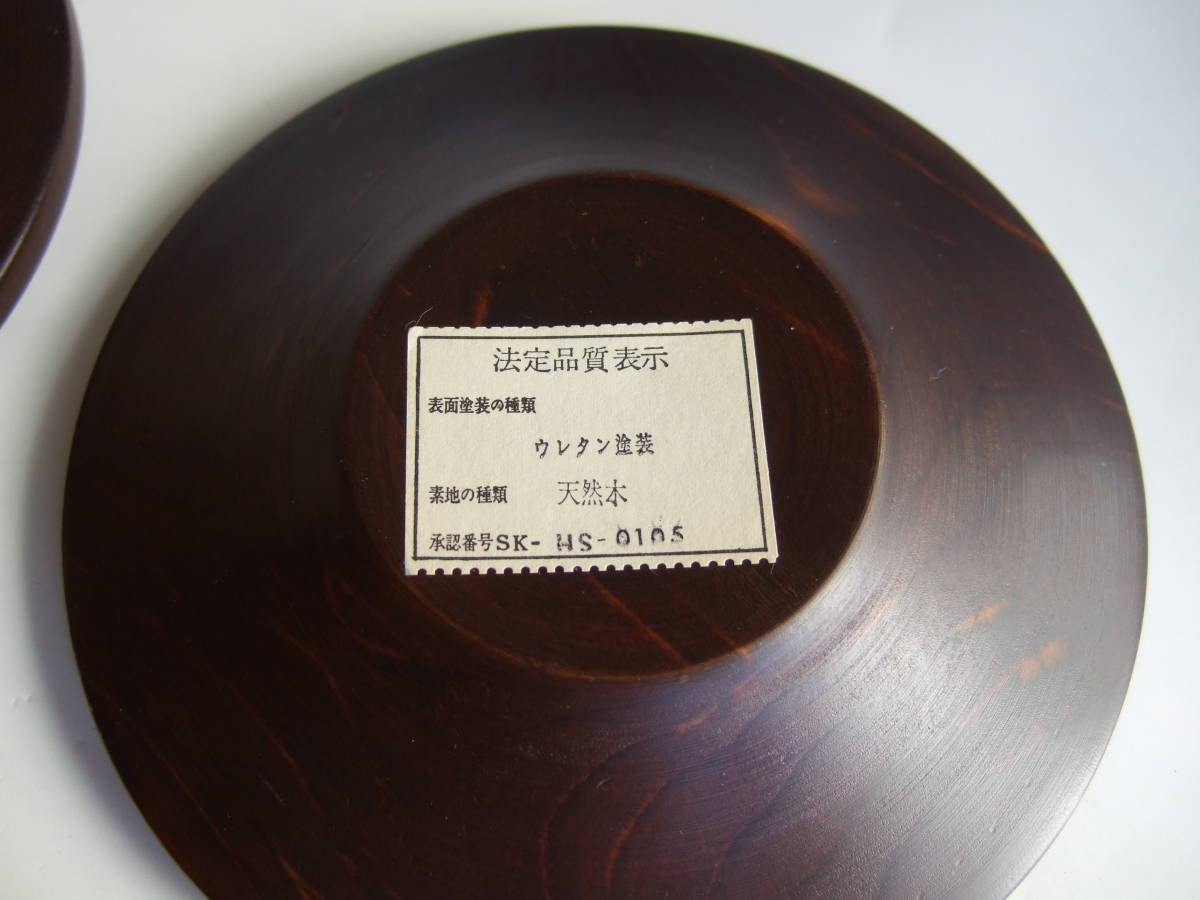 法定品質表示
表面塗装の種類
ウレタン塗装
素地の種類 天然木
承認番号SK- HS-0105